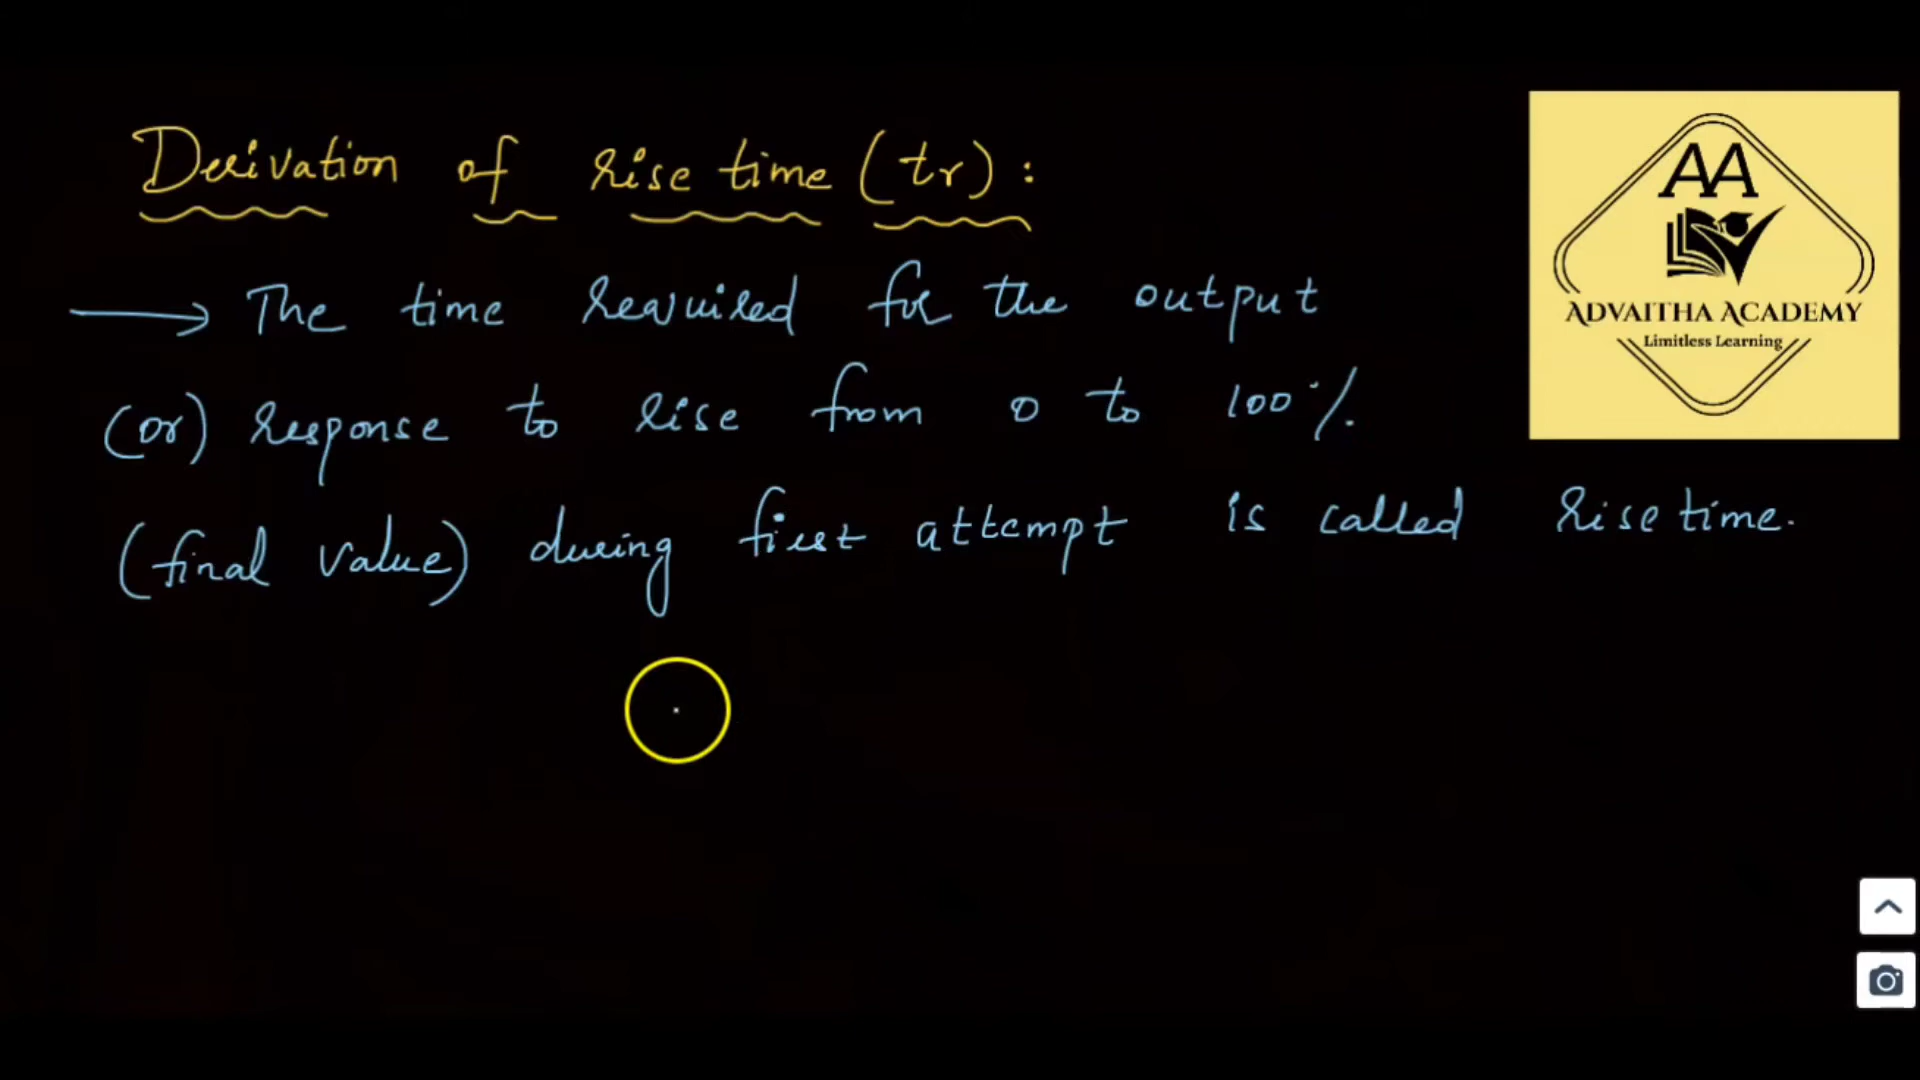 Derivation of rise time (tr) :
→ The time required for the output
(or) response to rise from 0 to 100%.
(final value) during first attempt is called rise time.
AA
ADVAITHA ACADEMY
Limitless Learning